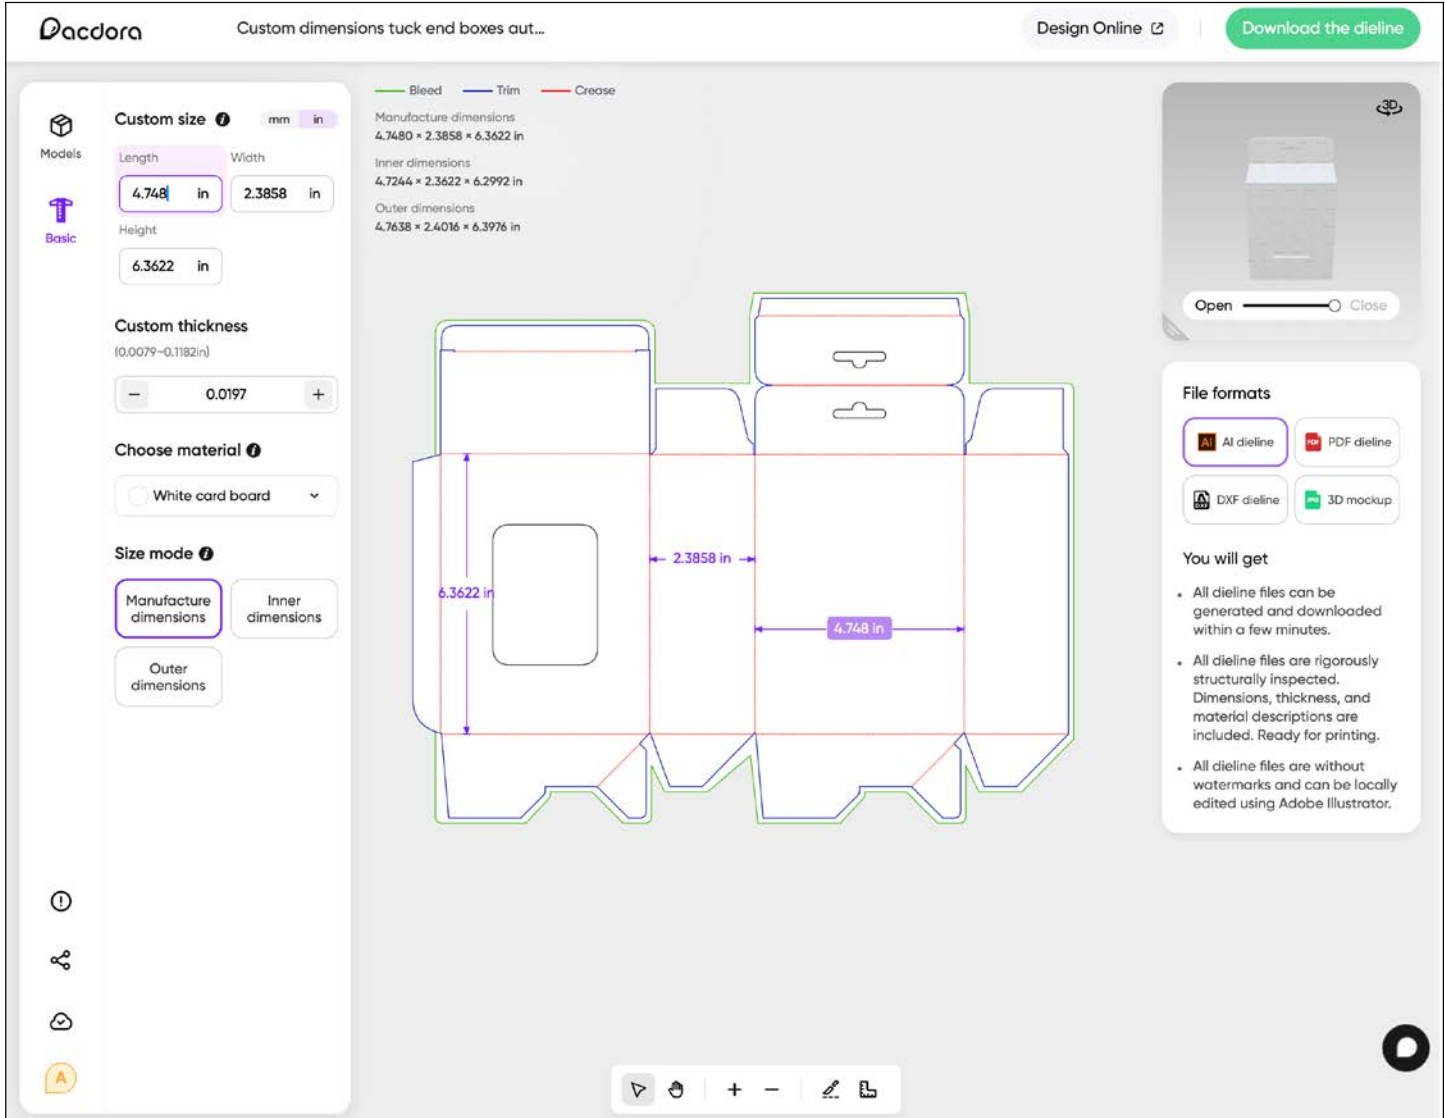 Pacdora
Custom dimensions tuck end boxes aut...
Design Online
Download the dieline
Models
Basic
Custom size
mm
in
Length
Width
4.748 in
2.3858 in
Height
6.3622 in
Custom thickness
(0.0079~0.1182in)
− 0.0197 +
Choose material
White card board
Size mode
Manufacture
dimensions
Inner
dimensions
Outer
dimensions
A
Bleed
Trim
Crease
Manufacture dimensions
4.7480 × 2.3858 × 6.3622 in
Inner dimensions
4.7244 × 2.3622 × 6.2992 in
Outer dimensions
4.7638 × 2.4016 × 6.3976 in
2.3858 in
6.3622 in
4.748 in
3D
Open
Close
File formats
Ai AI dieline
PDF PDF dieline
DXF DXF dieline
JPG 3D mockup
You will get
• All dieline files can be
generated and downloaded
within a few minutes.
• All dieline files are rigorously
structurally inspected.
Dimensions, thickness, and
material descriptions are
included. Ready for printing.
• All dieline files are without
watermarks and can be locally
edited using Adobe Illustrator.